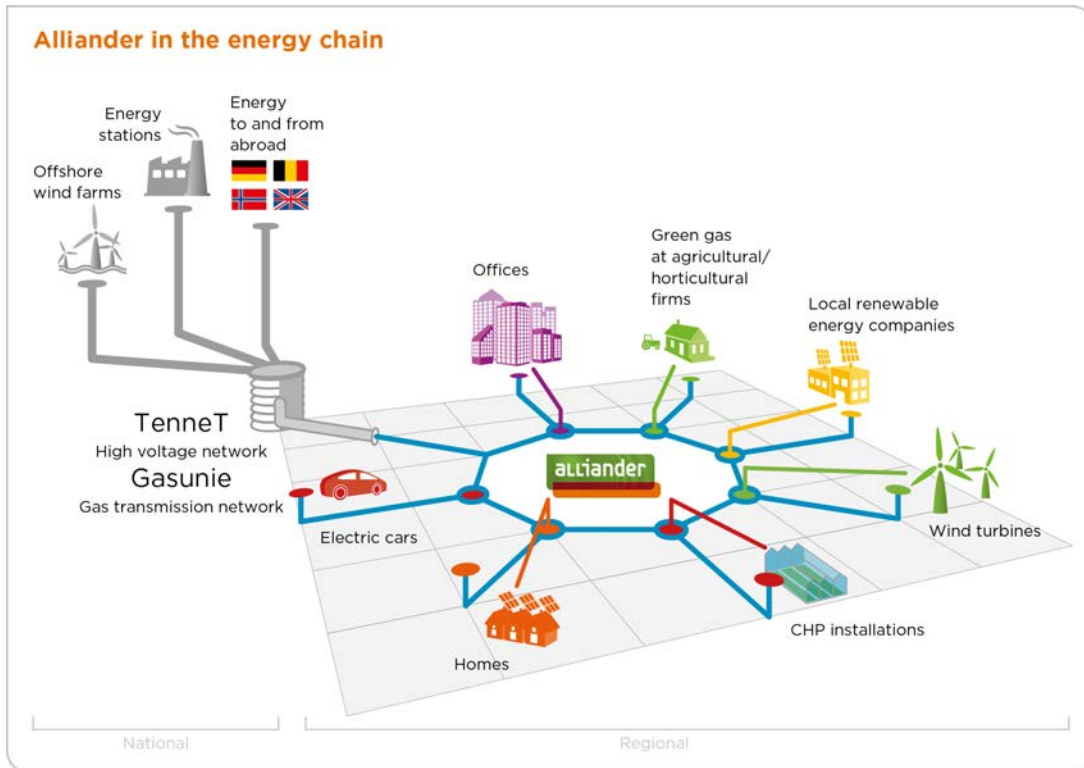 Alliander in the energy chain
Energy
stations
Energy
to and from
abroad
Offshore
wind farms
Offices
Green gas
at agricultural/
horticultural
firms
Local renewable
energy companies
TenneT
High voltage network
Gasunie
Gas transmission network
Electric cars
alliander
Wind turbines
CHP installations
Homes
National
Regional